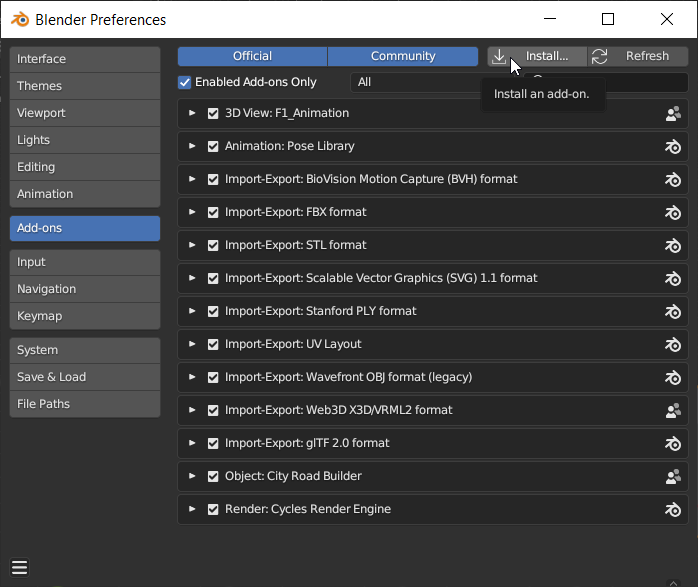 Blender Preferences
Interface
Themes
Viewport
Lights
Editing
Animation
Add-ons
Input
Navigation
Keymap
System
Save & Load
File Paths
Official Community Install... Refresh
Enabled Add-ons Only All
Install an add-on.
3D View: F1_Animation
Animation: Pose Library
Import-Export: BioVision Motion Capture (BVH) format
Import-Export: FBX format
Import-Export: STL format
Import-Export: Scalable Vector Graphics (SVG) 1.1 format
Import-Export: Stanford PLY format
Import-Export: UV Layout
Import-Export: Wavefront OBJ format (legacy)
Import-Export: Web3D X3D/VRML2 format
Import-Export: glTF 2.0 format
Object: City Road Builder
Render: Cycles Render Engine